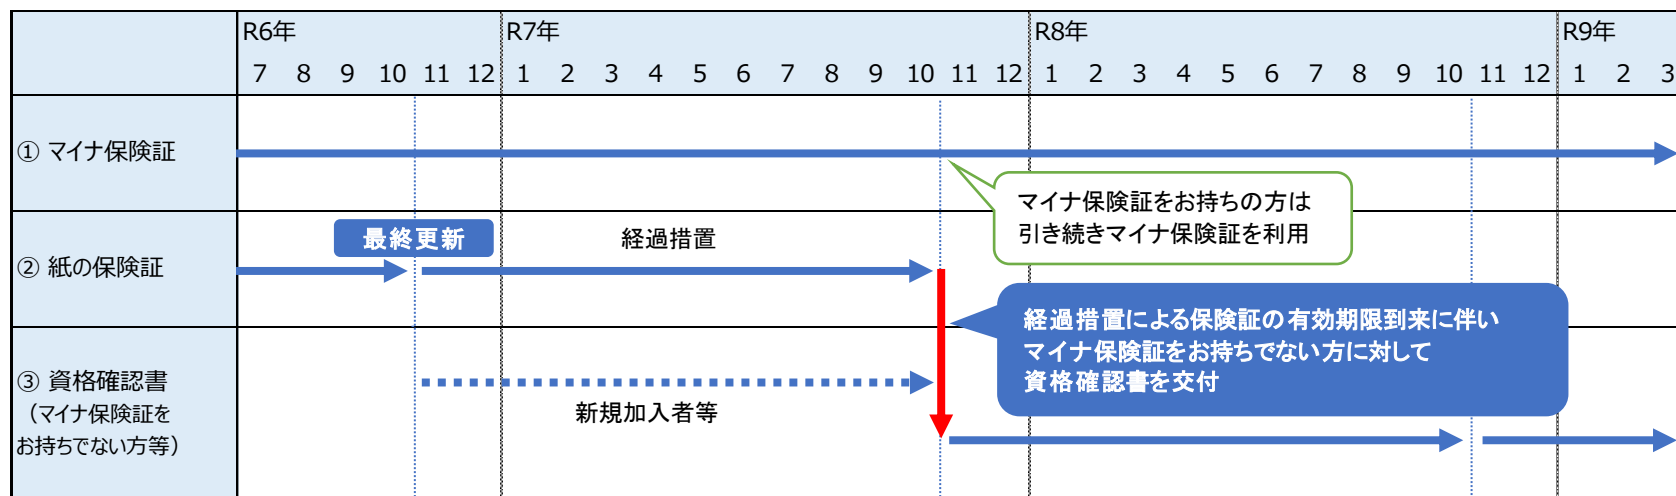 R6年 R7年 R8年 R9年
7 8 9 10 11 12 1 2 3 4 5 6 7 8 9 10 11 12 1 2 3 4 5 6 7 8 9 10 11 12 1 2 3
① マイナ保険証
マイナ保険証をお持ちの方は
引き続きマイナ保険証を利用
② 紙の保険証
最終更新
経過措置
経過措置による保険証の有効期限到来に伴い
マイナ保険証をお持ちでない方に対して
資格確認書を交付
③ 資格確認書
（マイナ保険証を
お持ちでない方等）
新規加入者等